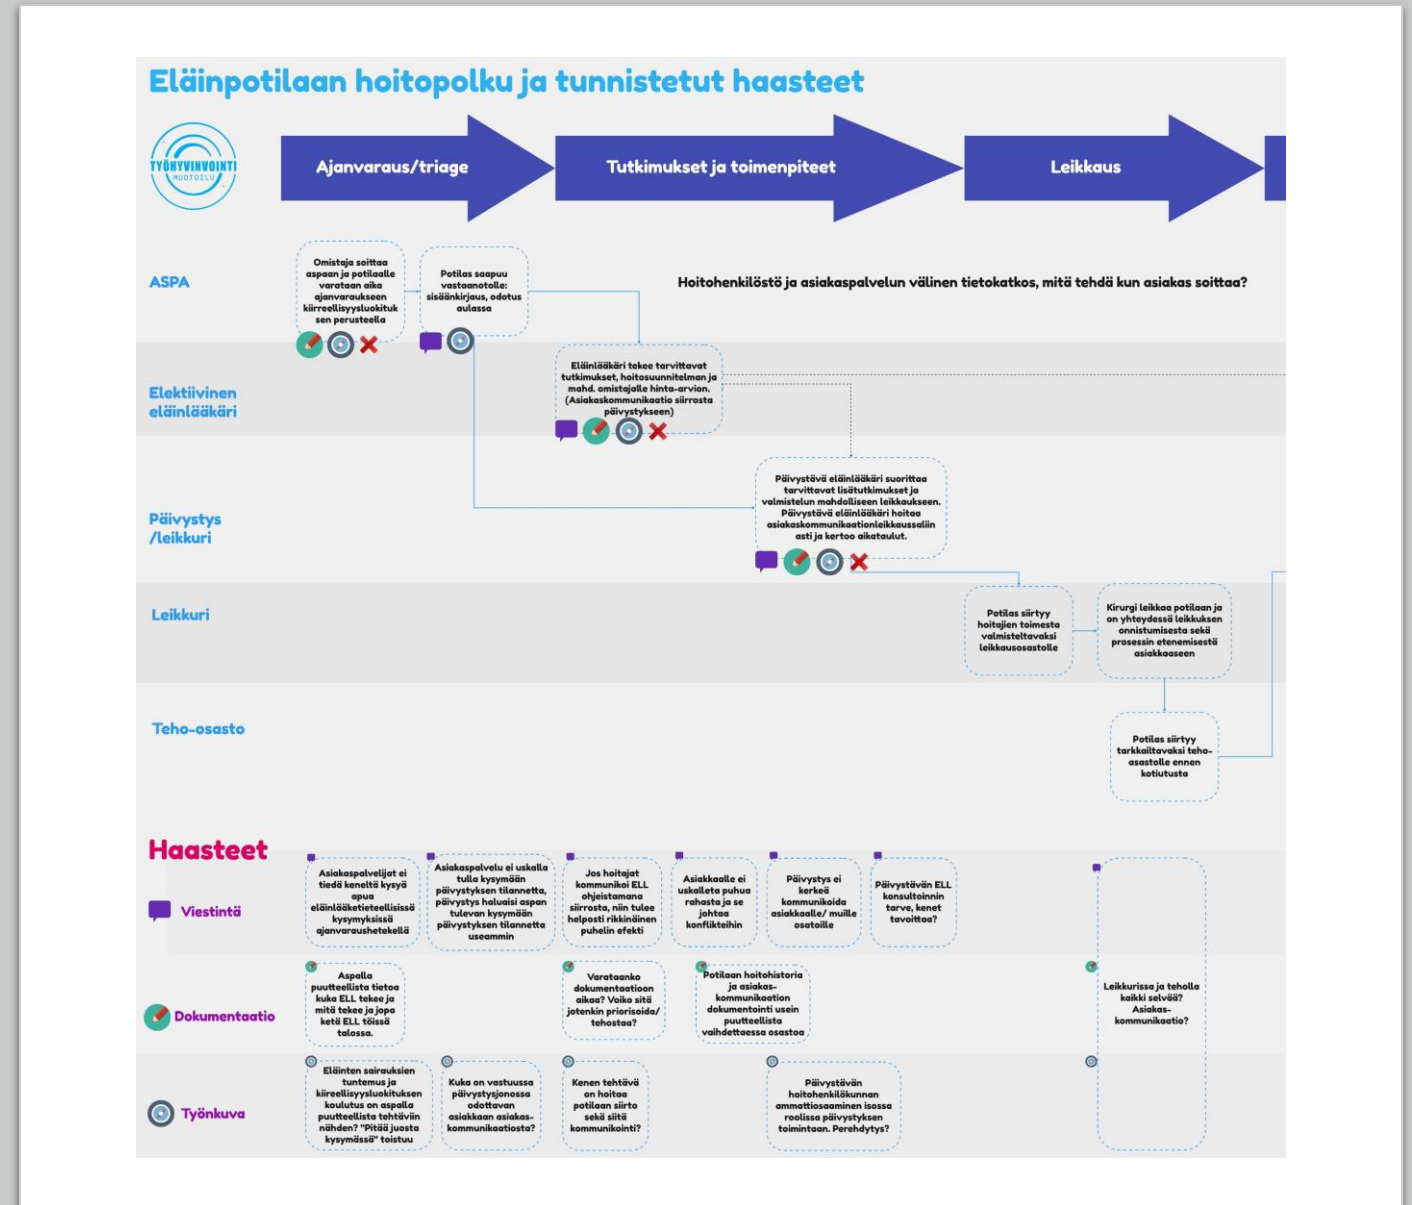 Eläinpotilaan hoitopolku ja tunnistetut haasteet
TYÖHYVINVOINTI
MUOTOILU
Ajanvaraus/triage
Tutkimukset ja toimenpiteet
Leikkaus
ASPA
Omistaja soittaa
aspaan ja potilaalle
varataan aika
ajanvaraukseen
kiirreellisyysluokituk
sen perusteella
Potilas saapuu
vastaanotolle:
sisäänkirjaus, odotus
aulassa
Hoitohenkilöstö ja asiakaspalvelun välinen tietokatkos, mitä tehdä kun asiakas soittaa?
Elektiivinen
eläinlääkäri
Eläinlääkäri tekee tarvittavat
tutkimukset, hoitosuunnitelman ja
mahd. omistajalle hinta-arvion.
(Asiakaskommunikaatio siirrosta
päivystykseen)
Päivystys
/leikkuri
Päivystävä eläinlääkäri suorittaa
tarvittavat lisätutkimukset ja
valmistelun mahdolliseen leikkaukseen.
Päivystävä eläinlääkäri hoitaa
asiakaskommunikaationleikkaussaliin
asti ja kertoo aikataulut.
Leikkuri
Potilas siirtyy
hoitajien toimesta
valmisteltavaksi
leikkausosastolle
Kirurgi leikkaa potilaan ja
on yhteydessä leikkuksen
onnistumisesta sekä
prosessin etenemisestä
asiakkaaseen
Teho-osasto
Potilas siirtyy
tarkkailtavaksi teho-
asastolle ennen
kotiutusta
Haasteet
Viestintä
Asiakaspalvelijat ei
tiedä keneltä kysyä
apua
eläinlääketieteellisissä
kysymyksissä
ajanvaraushetekellä
Asiakaspalvelu ei uskalla
tulla kysymään
päivystyksen tilannetta,
päivystys haluaisi aspan
tulevan kysymään
päivystyksen tilannetta
useammin
Jos hoitajat
kommunikoi ELL
ohjeistamana
siirrosta, niin tulee
helposti rikkinäinen
puhelin efekti
Asiakkaalle ei
uskalleta puhua
rahasta ja se
johtaa
konflikteihin
Päivystys ei
kerkeä
kommunikoida
asiakkaalle/ muille
osatoille
Päivystävän ELL
konsultoinnin
tarve, kenet
tavoittaa?
Dokumentaatio
Aspalla
puutteellista tietoa
kuka ELL tekee ja
mitä tekee ja jopa
ketä ELL töissä
talossa.
Varataanko
dokumentaatioon
aikaa? Voiko sitä
jotenkin priorisoida/
tehostaa?
Potilaan hoitohistoria
ja asiakas-
kommunikaation
dokumentointi usein
puutteellista
vaihdettaessa osastoa
Leikkurissa ja teholla
kaikki selvää?
Asiakas-
kommunikaatio?
Työnkuva
Eläinten sairauksien
tuntemus ja
kiireellisyysluokituksen
koulutus on aspalla
puutteellista tehtäviin
nähden? "Pitää juosta
kysymässä" toistuu
Kuka on vastuussa
päivystysjonossa
odottavan
asiakkaan asiakas-
kommunikaatiosta?
Kenen tehtävä
on hoitaa
potilaan siirto
sekä siitä
kommunikointi?
Päivystävän
hoitohenkilökunnan
ammattiosaaminen isossa
roolissa päivystyksen
toimintaan. Perehdytys?